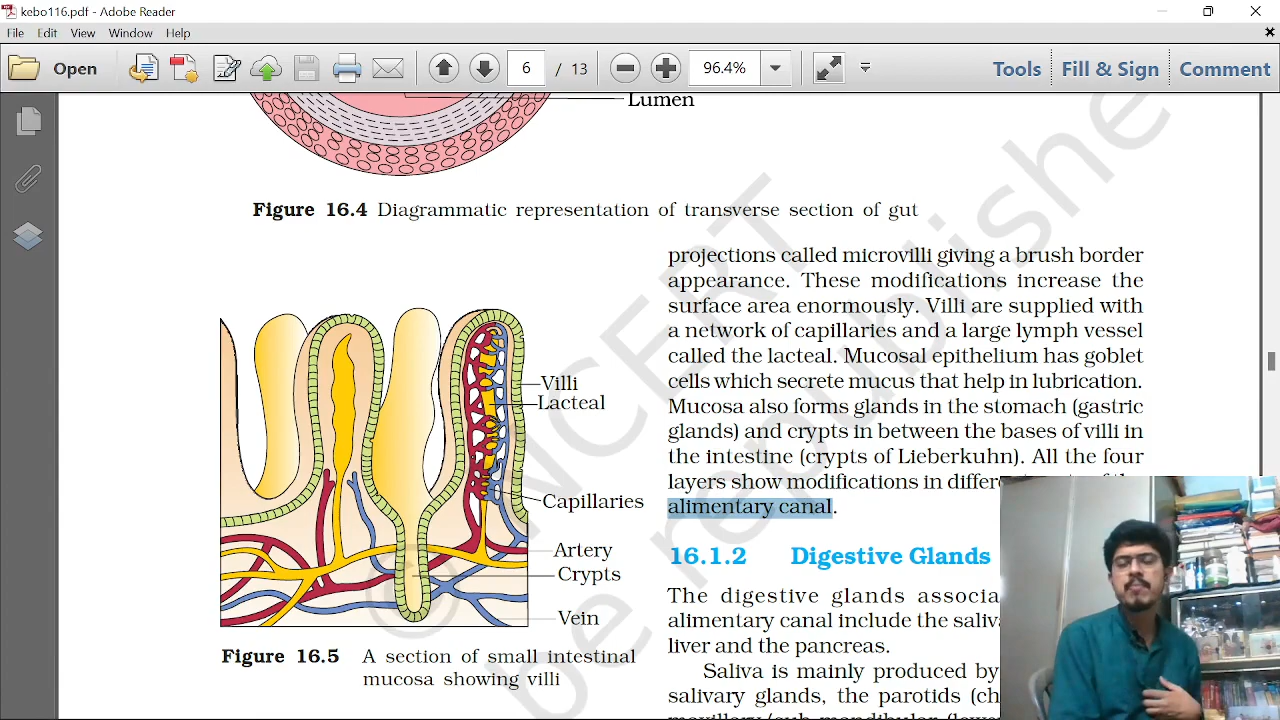 kebo116.pdf - Adobe Reader
File Edit View Window Help
Open 6 / 13 96.4% Tools Fill & Sign Comment
Lumen
Figure 16.4 Diagrammatic representation of transverse section of gut
projections called microvilli giving a brush border
appearance. These modifications increase the
surface area enormously. Villi are supplied with
a network of capillaries and a large lymph vessel
called the lacteal. Mucosal epithelium has goblet
cells which secrete mucus that help in lubrication.
Mucosa also forms glands in the stomach (gastric
glands) and crypts in between the bases of villi in
the intestine (crypts of Lieberkuhn). All the four
layers show modifications in
alimentary canal.
16.1.2 Digestive Glands
The digestive glands
alimentary canal include the
liver and the pancreas.
Saliva is mainly produced by
salivary glands, the parotids
Villi
Lacteal
Capillaries
Artery
Crypts
Vein
Figure 16.5 A section of small intestinal
mucosa showing villi
© NCERT
be republishe